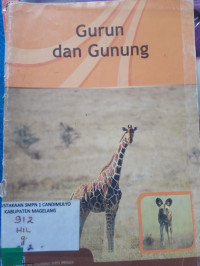 Gurun
dan Gunung
PERPUSTAKAAN SMPN 1 CANDIMULYO
KABUPATEN MAGELANG
912
HIL